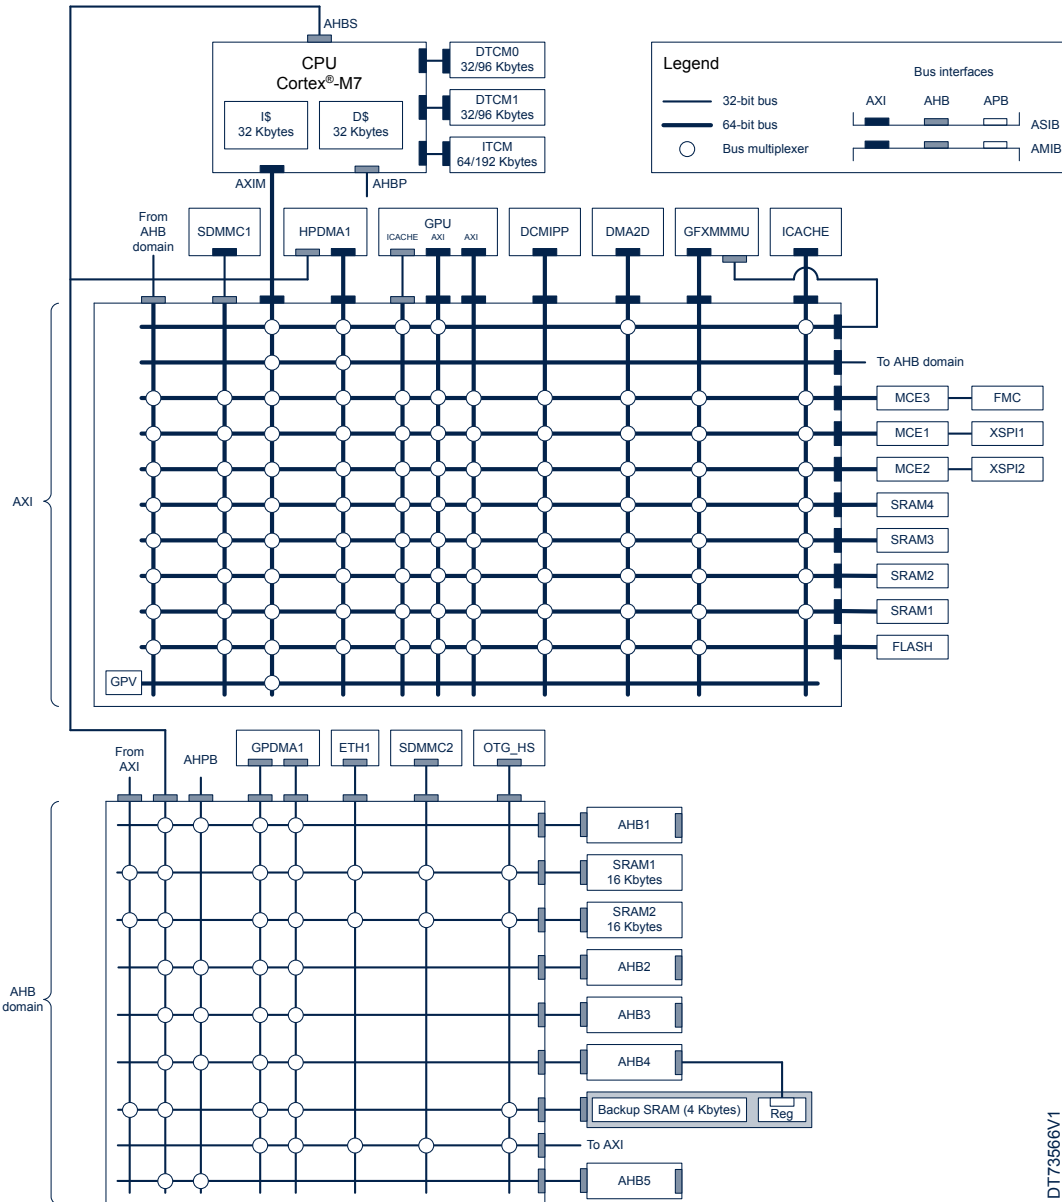 AHBS
CPU
Cortex®-M7
I$
32 Kbytes
D$
32 Kbytes
DTCM0
32/96 Kbytes
DTCM1
32/96 Kbytes
ITCM
64/192 Kbytes
AXIM
AHBP
Legend
32-bit bus
64-bit bus
Bus multiplexer
Bus interfaces
AXI
AHB
APB
ASIB
AMIB
From
AHB
domain
SDMMC1
HPDMA1
GPU
ICACHE
AXI
AXI
DCMIPP
DMA2D
GFXMMMU
ICACHE
To AHB domain
MCE3
FMC
MCE1
XSPI1
MCE2
XSPI2
AXI
SRAM4
SRAM3
SRAM2
SRAM1
FLASH
GPV
From
AXI
AHPB
GPDMA1
ETH1
SDMMC2
OTG_HS
AHB1
SRAM1
16 Kbytes
SRAM2
16 Kbytes
AHB2
AHB
domain
AHB3
AHB4
Backup SRAM (4 Kbytes)
Reg
To AXI
AHB5
DT73566V1